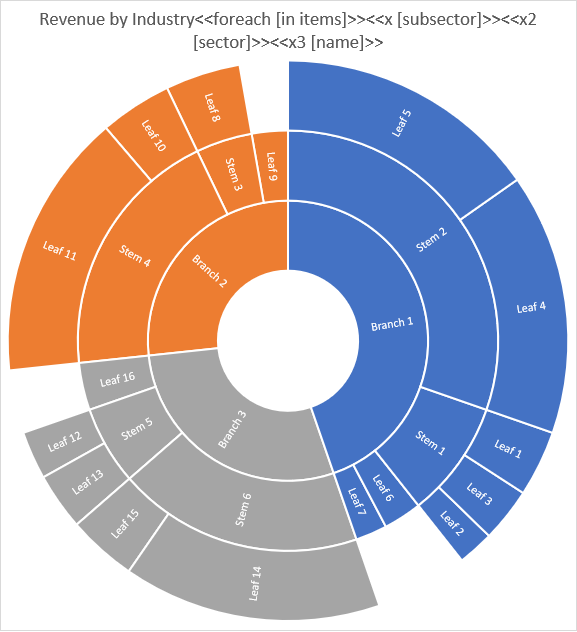 Revenue by Industry<<foreach [in items]>><<x [subsector]>><<x2
[sector]>><<x3 [name]>>
Leaf 5
Stem 2
Leaf 4
Branch 1
Stem 1
Leaf 1
Leaf 3
Leaf 2
Leaf 6
Leaf 7
Branch 3
Stem 6
Leaf 14
Leaf 15
Stem 5
Leaf 13
Leaf 12
Leaf 16
Branch 2
Stem 4
Leaf 11
Leaf 10
Stem 3
Leaf 8
Leaf 9